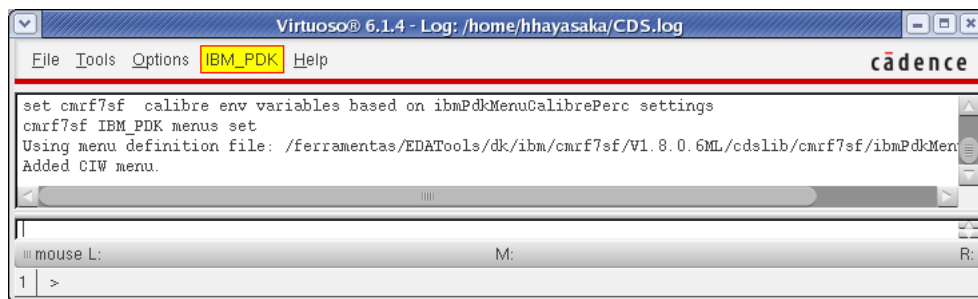 Virtuoso® 6.1.4 - Log: /home/hhayasaka/CDS.log
File Tools Options IBM_PDK Help
cādence
set cmrf7sf  calibre env variables based on ibmPdkMenuCalibrePerc settings
cmrf7sf IBM_PDK menus set
Using menu definition file: /ferramentas/EDATools/dk/ibm/cmrf7sf/V1.8.0.6ML/cdslib/cmrf7sf/ibmPdkMen
Added CIW menu.
mouse L: M: R:
1 >